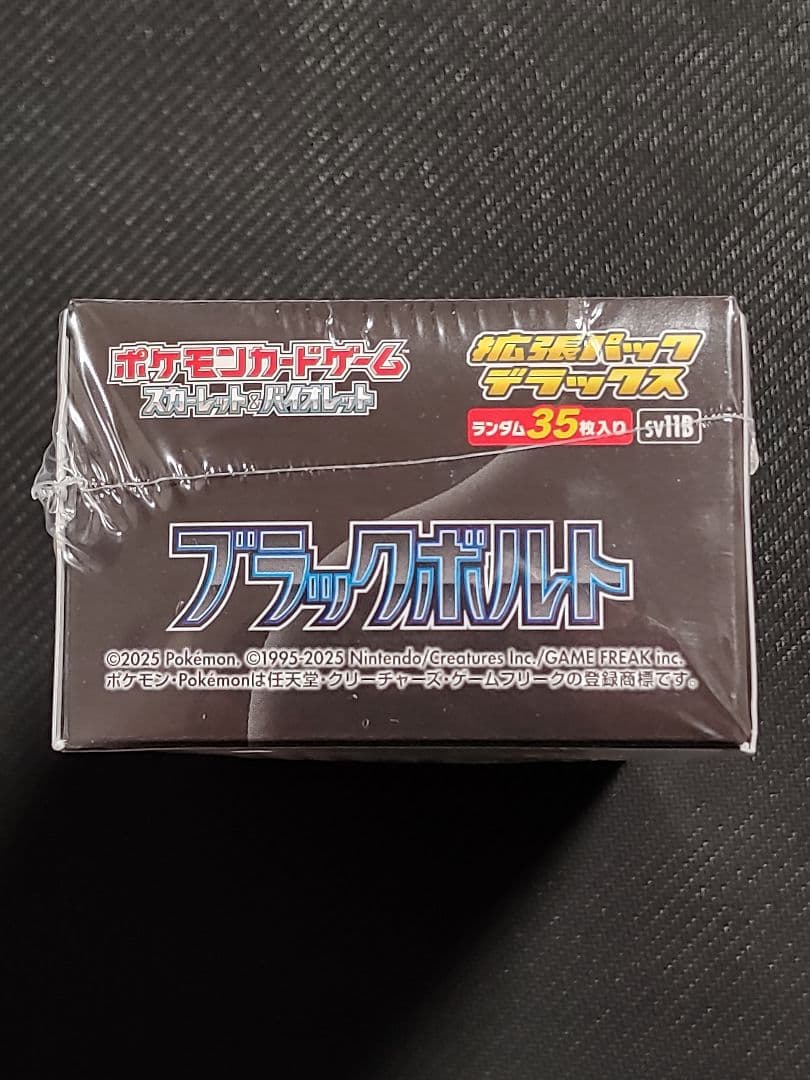 ポケモンカードゲーム
スカーレット&バイオレット
拡張パック
デラックス
ランダム35枚入り SV11B
ブラックボルト
©2025 Pokémon. ©1995-2025 Nintendo/Creatures Inc./GAME FREAK inc.
ポケモン・Pokémonは任天堂・クリーチャーズ・ゲームフリークの登録商標です。